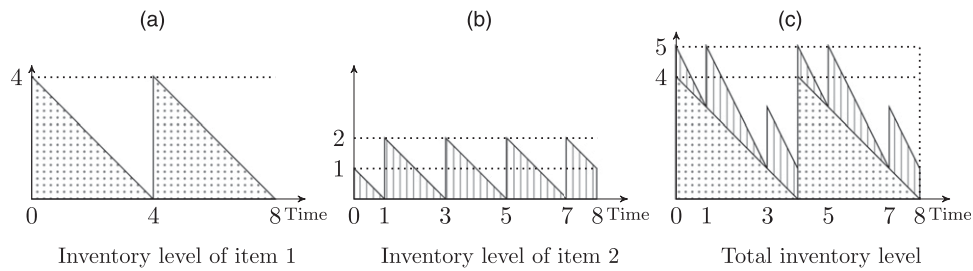 (a)
4
0 4 8 Time
Inventory level of item 1
(b)
2
1
0 1 3 5 7 8 Time
Inventory level of item 2
(c)
5
4
0 1 3 4 5 7 8 Time
Total inventory level